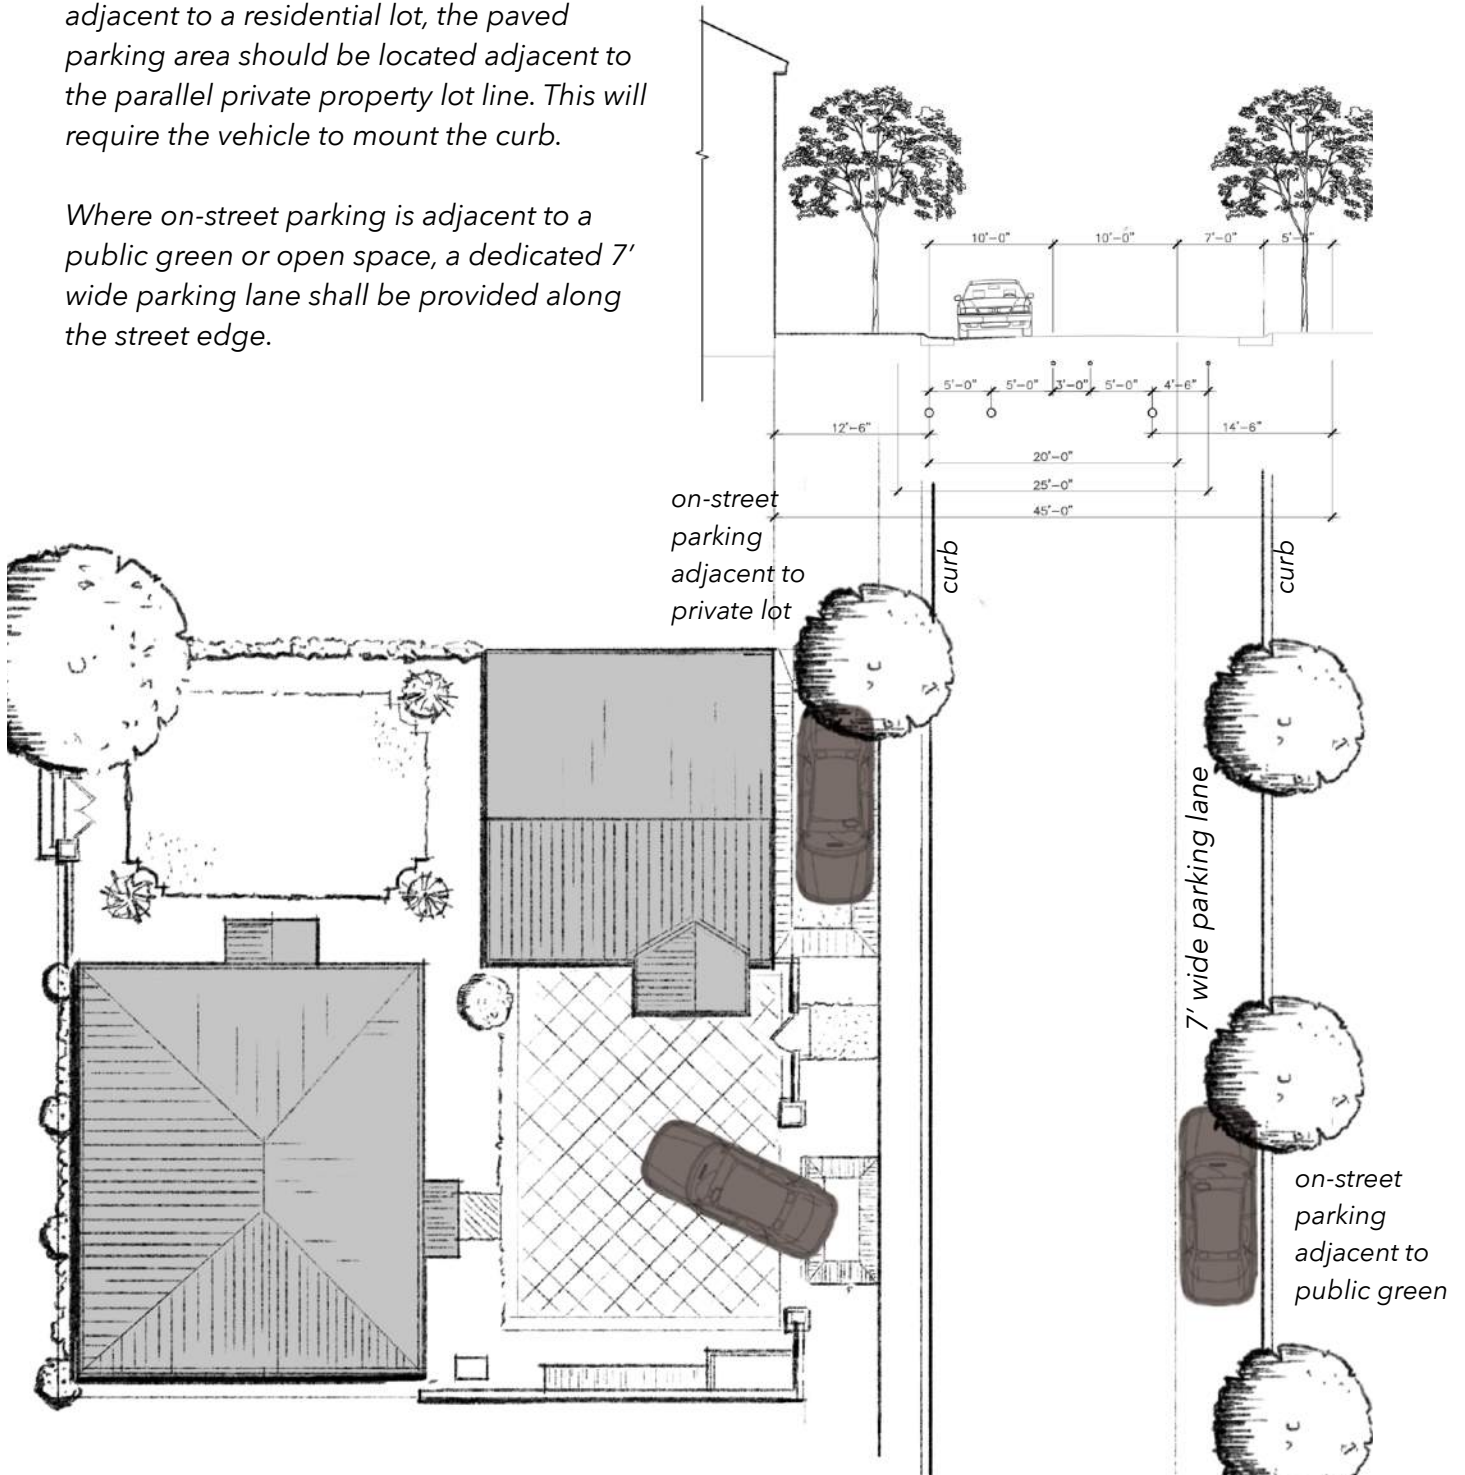 adjacent to a residential lot, the paved
parking area should be located adjacent to
the parallel private property lot line. This will
require the vehicle to mount the curb.
Where on-street parking is adjacent to a
public green or open space, a dedicated 7’
wide parking lane shall be provided along
the street edge.
10'-0" 10'-0" 7'-0" 5'-6"
5'-0" 5'-0" 3'-0" 5'-0" 4'-6"
12'-6" 14'-6"
20'-0"
25'-0"
45'-0"
on-street
parking
adjacent to
private lot
curb
curb
7’ wide parking lane
on-street
parking
adjacent to
public green